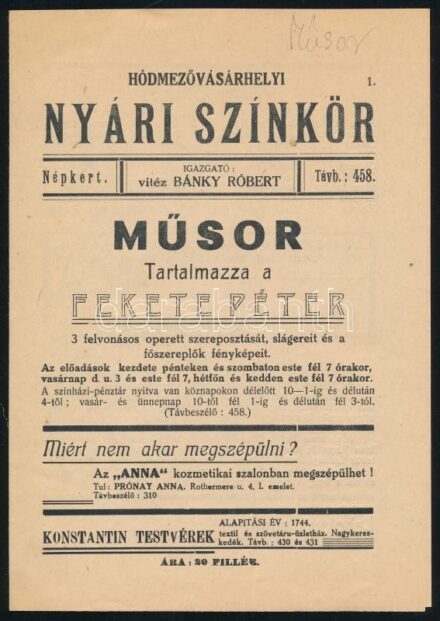 Műsor
HÓDMEZŐVÁSÁRHELYI 1.
NYÁRI SZÍNKÖR
Népkert.
IGAZGATÓ:
vitéz BÁNKY RÓBERT
Távb.: 458.
MŰSOR
Tartalmazza a
FEKETE PÉTER
3 felvonásos operett szereposztását, slágereit és a
főszereplők fényképeit.
Az előadások kezdete pénteken és szombaton este fél 7 órakor,
vasárnap d. u. 3 és este fél 7, hétfőn és kedden este fél 7 órakor.
A színházi-pénztár nyitva van köznapokon délelőtt 10—1-ig és délután
4-től; vasár- és ünnepnap 10-től fél 1-ig és délután fél 3-tól.
(Távbeszélő: 458.)
Miért nem akar megszépülni?
Az „ANNA" kozmetikai szalonban megszépülhet!
Tul: PRÓNAY ANNA. Rothermere u. 4. I. emelet.
Távbeszélő: 310
KONSTANTIN TESTVÉREK
ALAPITÁSI ÉV: 1744.
textil és szövetáru-üzletház. Nagykeres-
kedék. Távb.: 430 és 431
ÁRA: 20 FILLÉR.
darabanth